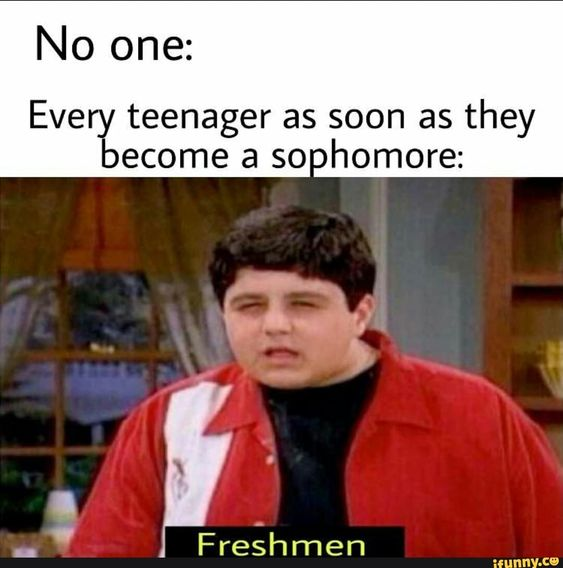 No one:
Every teenager as soon as they
become a sophomore:
Freshmen
ifunny.co